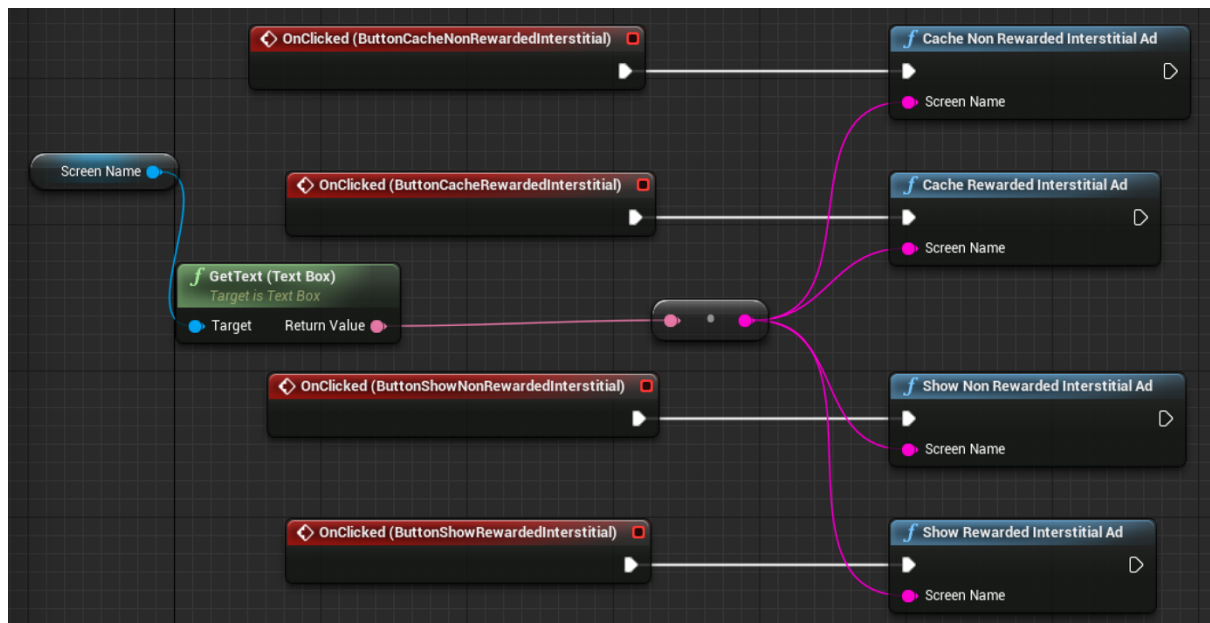 OnClicked (ButtonCacheNonRewardedInterstitial)
f Cache Non Rewarded Interstitial Ad
Screen Name
Screen Name
OnClicked (ButtonCacheRewardedInterstitial)
f Cache Rewarded Interstitial Ad
Screen Name
f GetText (Text Box)
Target is Text Box
Target Return Value
OnClicked (ButtonShowNonRewardedInterstitial)
f Show Non Rewarded Interstitial Ad
Screen Name
OnClicked (ButtonShowRewardedInterstitial)
f Show Rewarded Interstitial Ad
Screen Name